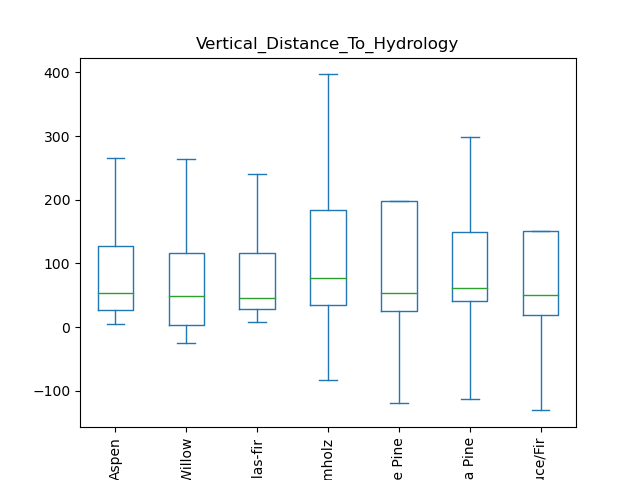 Vertical_Distance_To_Hydrology
400
300
200
100
0
−100
Aspen
Willow
las-fir
mholz
e Pine
a Pine
uce/Fir